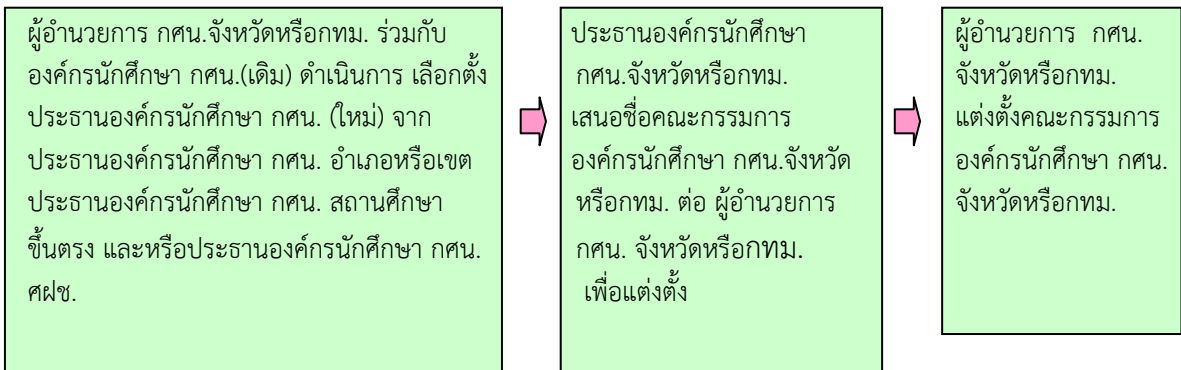 ผู้อำนวยการ กศน.จังหวัดหรือกทม. ร่วมกับ
องค์กรนักศึกษา กศน.(เดิม) ดำเนินการ เลือกตั้ง
ประธานองค์กรนักศึกษา กศน. (ใหม่) จาก
ประธานองค์กรนักศึกษา กศน. อำเภอหรือเขต
ประธานองค์กรนักศึกษา กศน. สถานศึกษา
ขึ้นตรง และหรือประธานองค์กรนักศึกษา กศน.
ศฝช.
ประธานองค์กรนักศึกษา
กศน.จังหวัดหรือกทม.
เสนอชื่อคณะกรรมการ
องค์กรนักศึกษา กศน.จังหวัด
หรือกทม. ต่อ ผู้อำนวยการ
กศน. จังหวัดหรือกทม.
เพื่อแต่งตั้ง
ผู้อำนวยการ กศน.
จังหวัดหรือกทม.
แต่งตั้งคณะกรรมการ
องค์กรนักศึกษา กศน.
จังหวัดหรือกทม.